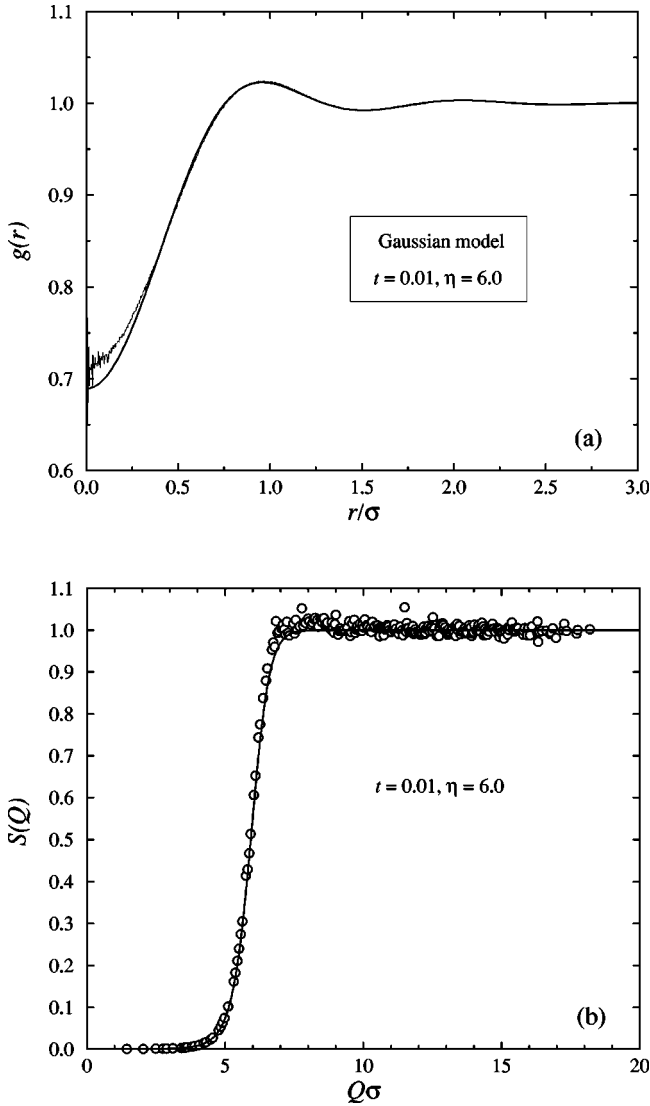 1.1
1.0
0.9
0.8
0.7
0.6
g(r)
Gaussian model
t = 0.01, η = 6.0
(a)
0.0 0.5 1.0 1.5 2.0 2.5 3.0
r/σ
1.1
1.0
0.9
0.8
0.7
0.6
0.5
0.4
0.3
0.2
0.1
0.0
S(Q)
t = 0.01, η = 6.0
(b)
0 5 10 15 20
Qσ